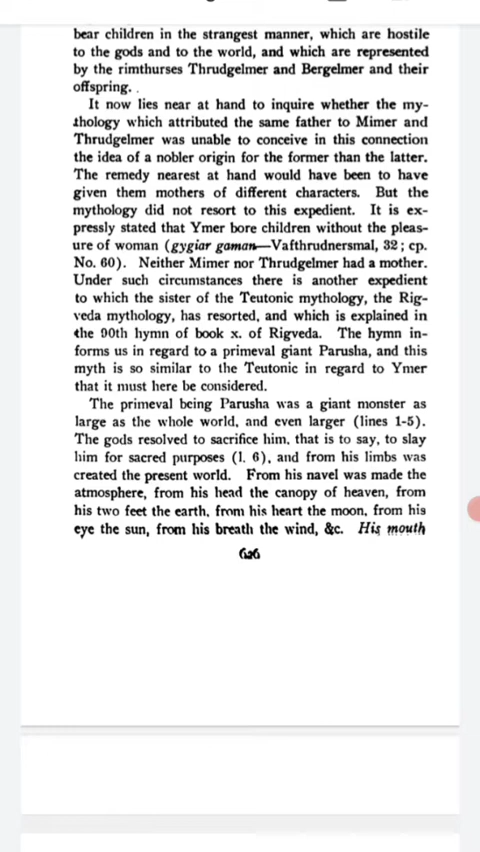 bear children in the strangest manner, which are hostile
to the gods and to the world, and which are represented
by the rimthurses Thrudgelmer and Bergelmer and their
offspring. .
It now lies near at hand to inquire whether the my-
thology which attributed the same father to Mimer and
Thrudgelmer was unable to conceive in this connection
the idea of a nobler origin for the former than the latter.
The remedy nearest at hand would have been to have
given them mothers of different characters. But the
mythology did not resort to this expedient. It is ex-
pressly stated that Ymer bore children without the pleas-
ure of woman (gygiar gaman—Vafthrudnersmal, 32; cp.
No. 60). Neither Mimer nor Thrudgelmer had a mother.
Under such circumstances there is another expedient
to which the sister of the Teutonic mythology, the Rig-
veda mythology, has resorted, and which is explained in
the 90th hymn of book x. of Rigveda. The hymn in-
forms us in regard to a primeval giant Parusha, and this
myth is so similar to the Teutonic in regard to Ymer
that it must here be considered.
The primeval being Parusha was a giant monster as
large as the whole world, and even larger (lines 1-5).
The gods resolved to sacrifice him, that is to say, to slay
him for sacred purposes (l. 6), and from his limbs was
created the present world. From his navel was made the
atmosphere, from his head the canopy of heaven, from
his two feet the earth, from his heart the moon, from his
eye the sun, from his breath the wind, &c. His mouth
626